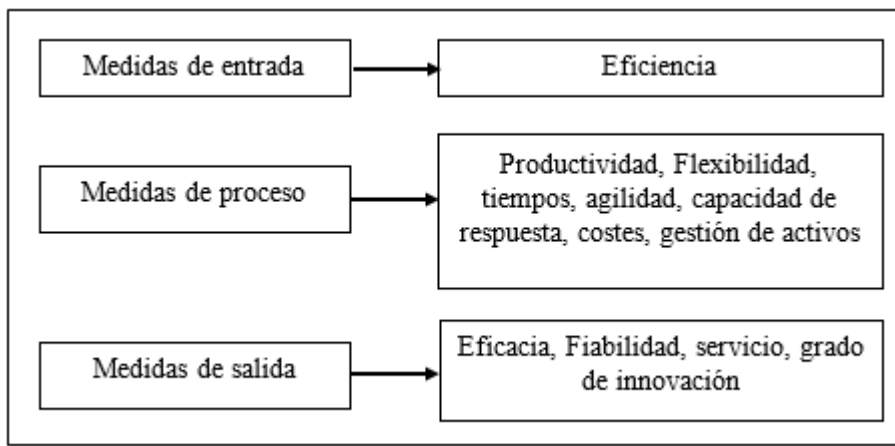 Medidas de entrada
Eficiencia
Medidas de proceso
Productividad, Flexibilidad,
tiempos, agilidad, capacidad de
respuesta, costes, gestión de activos
Medidas de salida
Eficacia, Fiabilidad, servicio, grado
de innovación